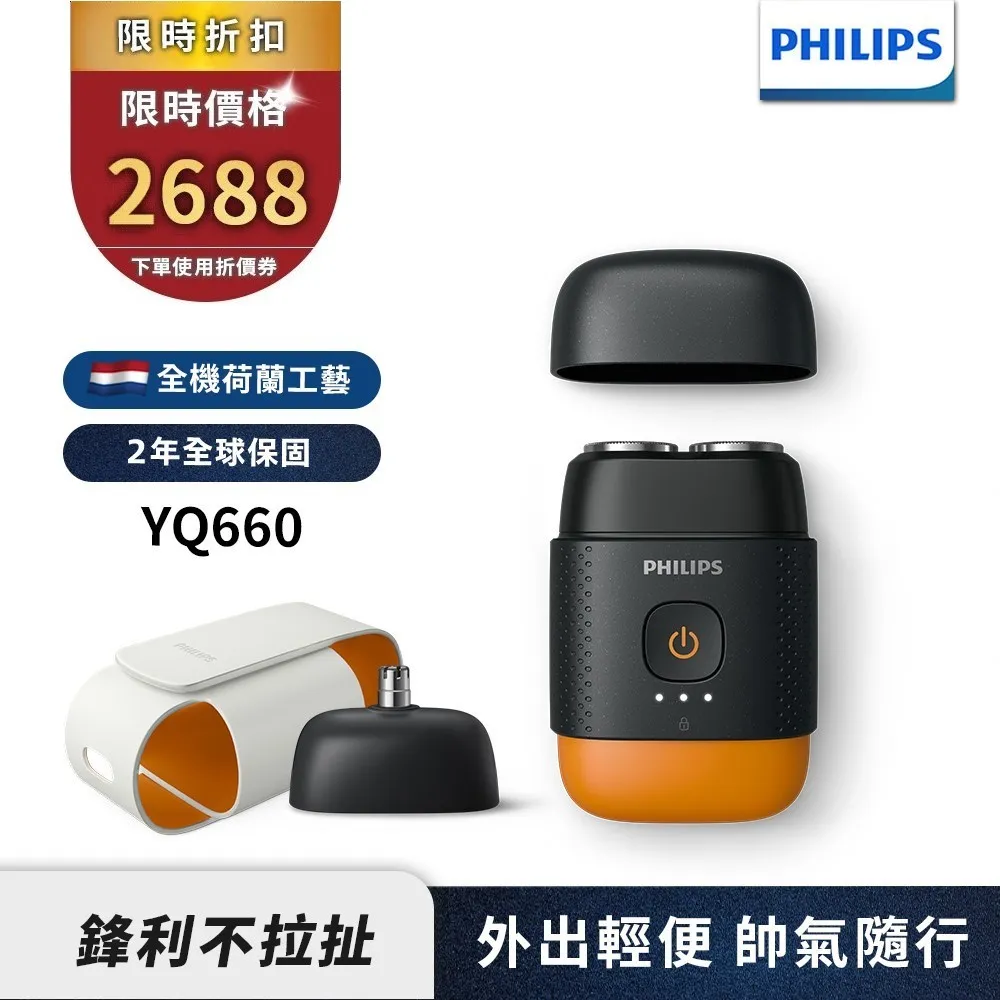 限時折扣
限時價格
2688
下單使用折價券
PHILIPS
全機荷蘭工藝
2年全球保固
YQ660
PHILIPS
PHILIPS
鋒利不拉扯
外出輕便 帥氣隨行